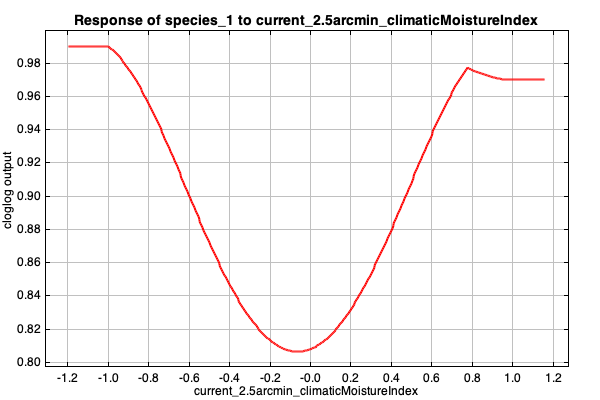 Response of species_1 to current_2.5arcmin_climaticMoistureIndex
cloglog output
0.98
0.96
0.94
0.92
0.90
0.88
0.86
0.84
0.82
0.80
-1.2 -1.0 -0.8 -0.6 -0.4 -0.2 -0.0 0.2 0.4 0.6 0.8 1.0 1.2
current_2.5arcmin_climaticMoistureIndex